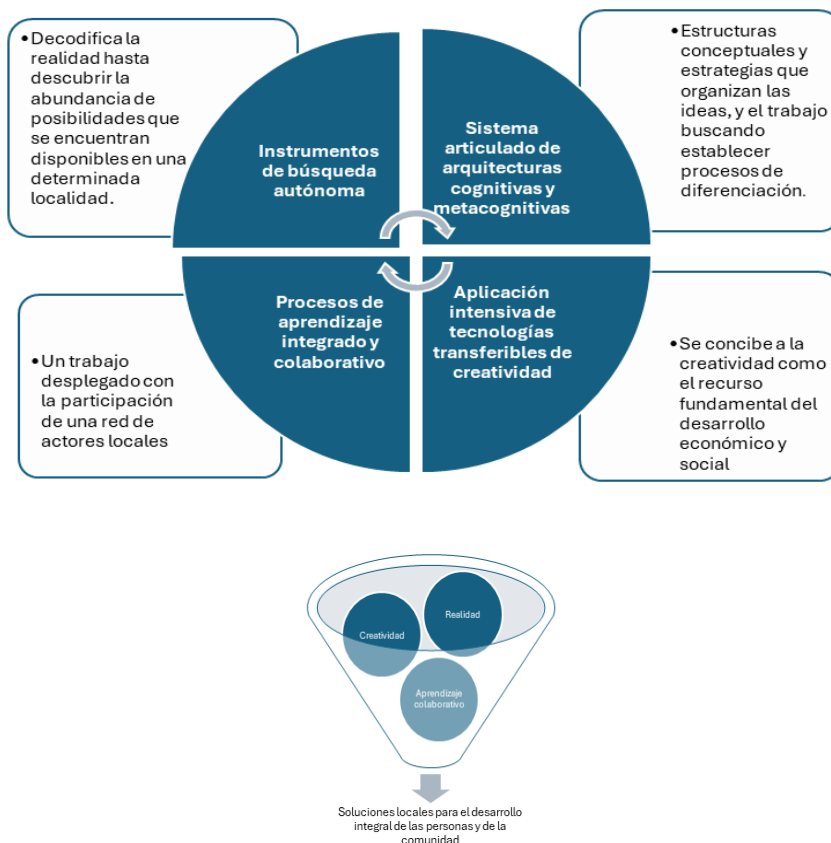 •Decodifica la
realidad hasta
descubrir la
abundancia de
posibilidades que
se encuentran
disponibles en una
determinada
localidad.
Instrumentos
de búsqueda
autónoma
Sistema
articulado de
arquitecturas
cognitivas y
metacognitivas
•Estructuras
conceptuales y
estrategias que
organizan las
ideas, y el trabajo
buscando
establecer
procesos de
diferenciación.
•Un trabajo
desplegado con
la participación
de una red de
actores locales
Procesos de
aprendizaje
integrado y
colaborativo
Aplicación
intensiva de
tecnologías
transferibles de
creatividad
•Se concibe a la
creatividad como
el recurso
fundamental del
desarrollo
económico y
social
Realidad
Creatividad
Aprendizaje
colaborativo
Soluciones locales para el desarrollo
integral de las personas y de la
comunidad